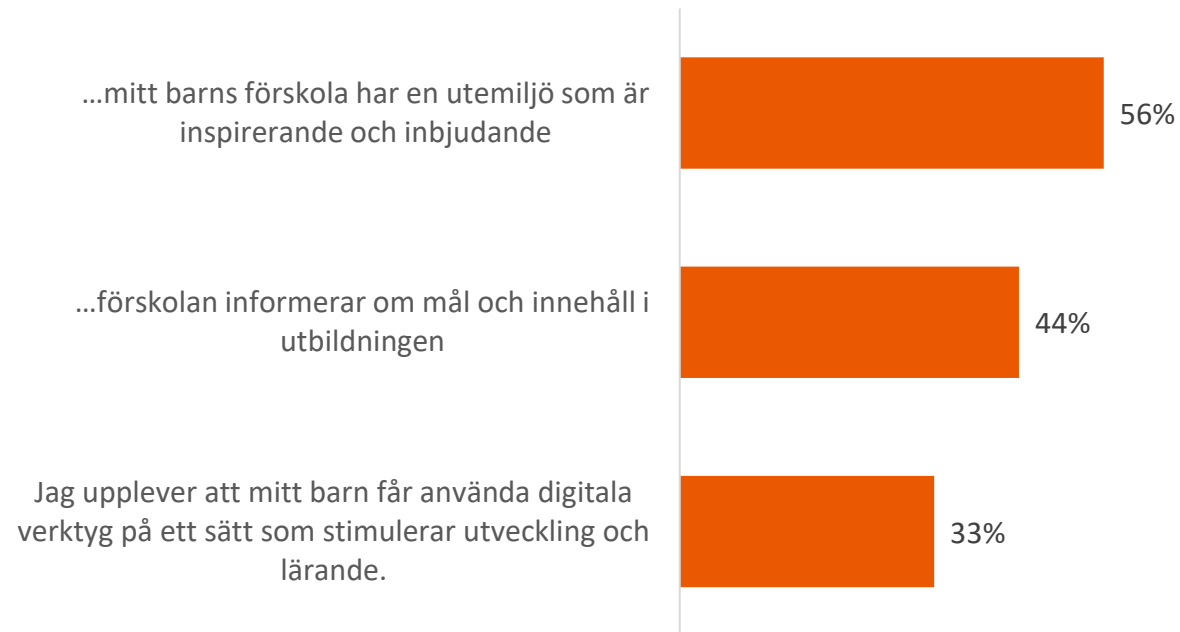 ...mitt barns förskola har en utemiljö som är
inspirerande och inbjudande
56%
...förskolan informerar om mål och innehåll i
utbildningen
44%
Jag upplever att mitt barn får använda digitala
verktyg på ett sätt som stimulerar utveckling och
lärande.
33%